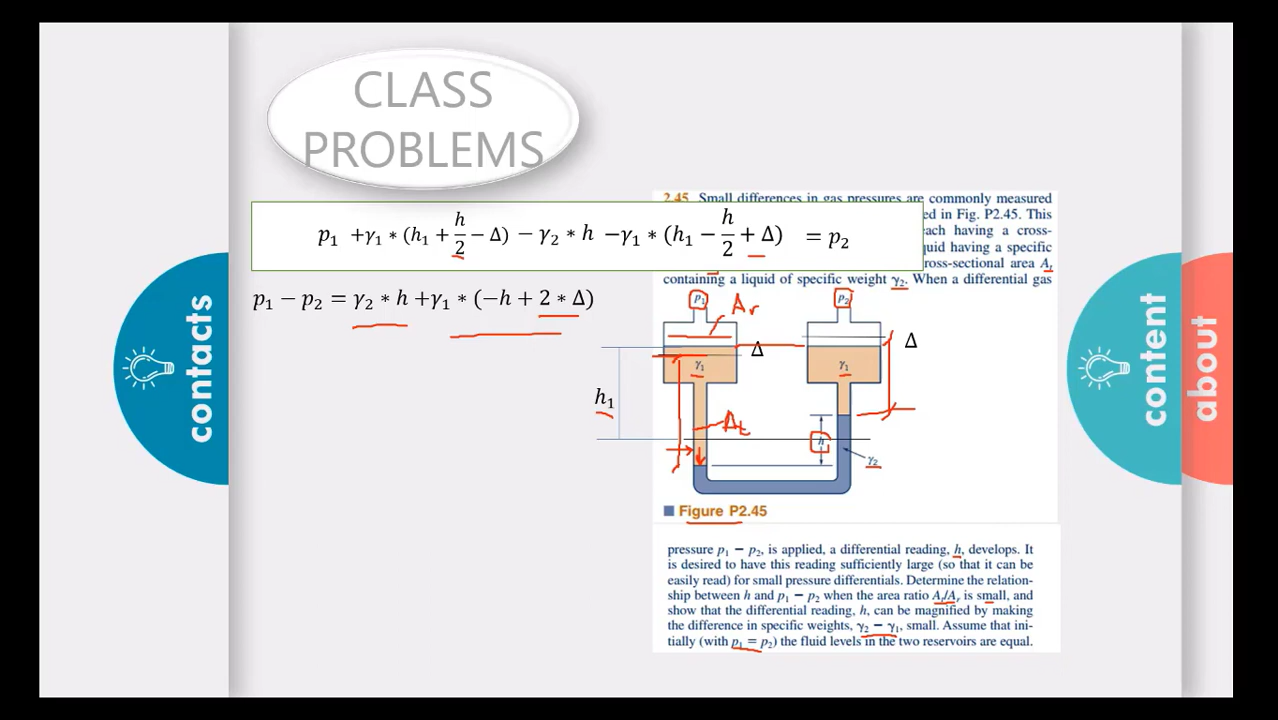 CLASS
PROBLEMS
p₁ +γ₁ * (h₁ + h/2 − Δ) − γ₂ * h −γ₁ * (h₁ − h/2 + Δ) = p₂
p₁ − p₂ = γ₂ * h +γ₁ * (−h + 2 * Δ)
2.45 Small differences in gas pressures are commonly measured
ed in Fig. P2.45. This
each having a cross-
quid having a specific
cross-sectional area Aₜ
containing a liquid of specific weight γ₂. When a differential gas
p₁
Ar
p₂
Δ
Δ
γ₁
γ₁
h₁
At
h
γ₂
Figure P2.45
pressure p₁ − p₂, is applied, a differential reading, h, develops. It
is desired to have this reading sufficiently large (so that it can be
easily read) for small pressure differentials. Determine the relation-
ship between h and p₁ − p₂ when the area ratio Aₜ/Aᵣ is small, and
show that the differential reading, h, can be magnified by making
the difference in specific weights, γ₂ − γ₁, small. Assume that ini-
tially (with p₁ = p₂) the fluid levels in the two reservoirs are equal.
contacts
content
about